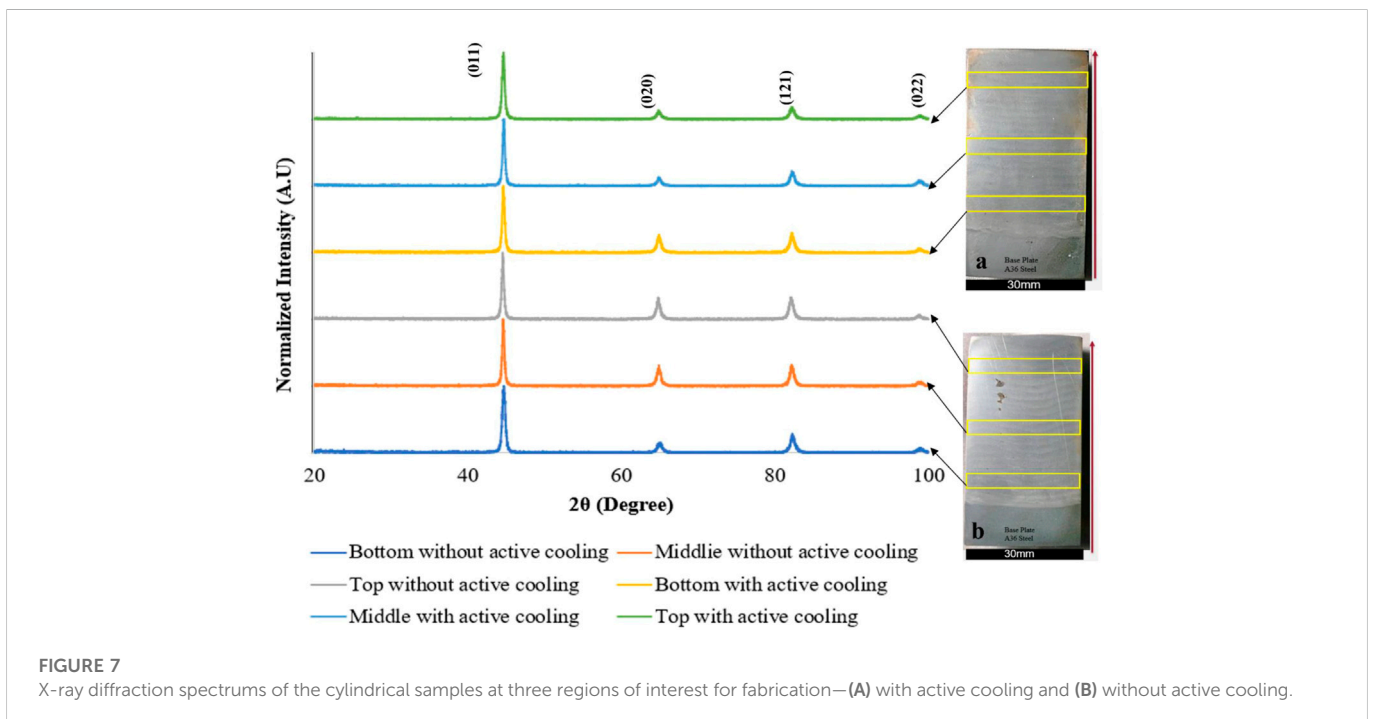 (011)
(020)
(121)
(022)
Normalized Intensity (A.U)
20
40
60
80
100
2θ (Degree)
Bottom without active cooling
Middlie without active cooling
Top without active cooling
Bottom with active cooling
Middle with active cooling
Top with active cooling
a
Base Plate
A36 Steel
30mm
b
Base Plate
A36 Steel
30mm
FIGURE 7
X-ray diffraction spectrums of the cylindrical samples at three regions of interest for fabrication—(A) with active cooling and (B) without active cooling.